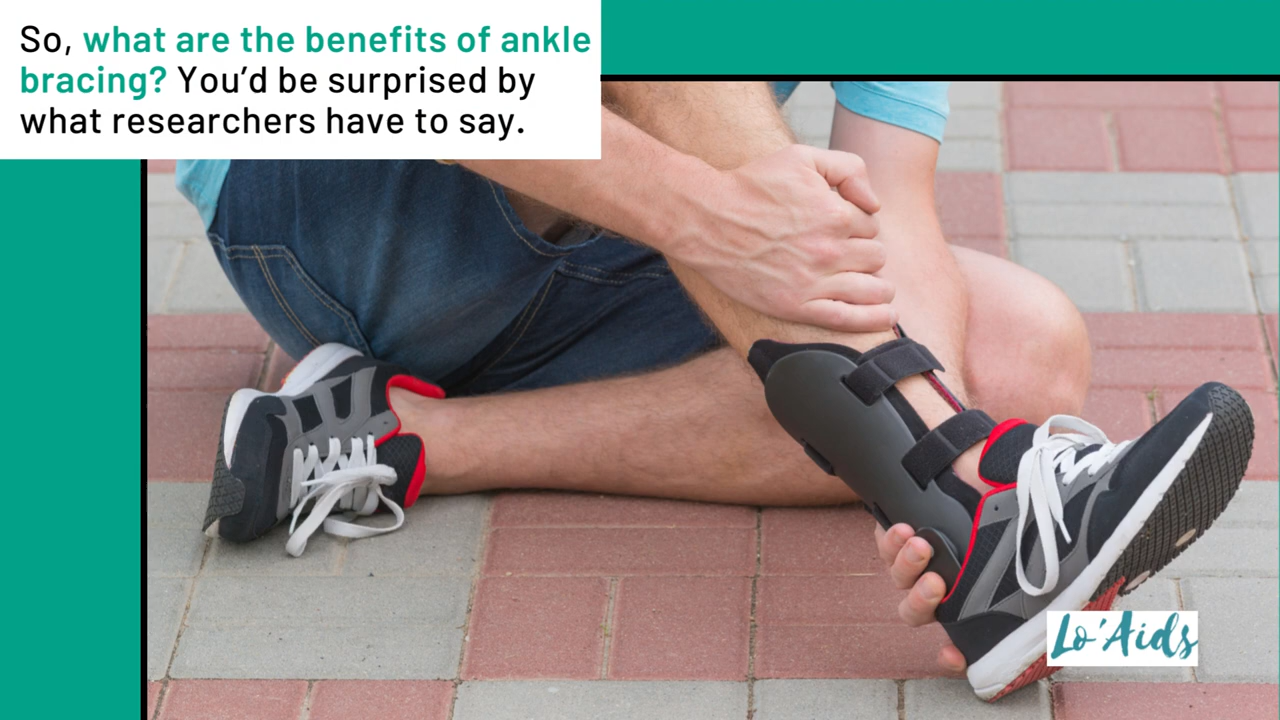 So, what are the benefits of ankle
bracing? You’d be surprised by
what researchers have to say.
Lo'Aids